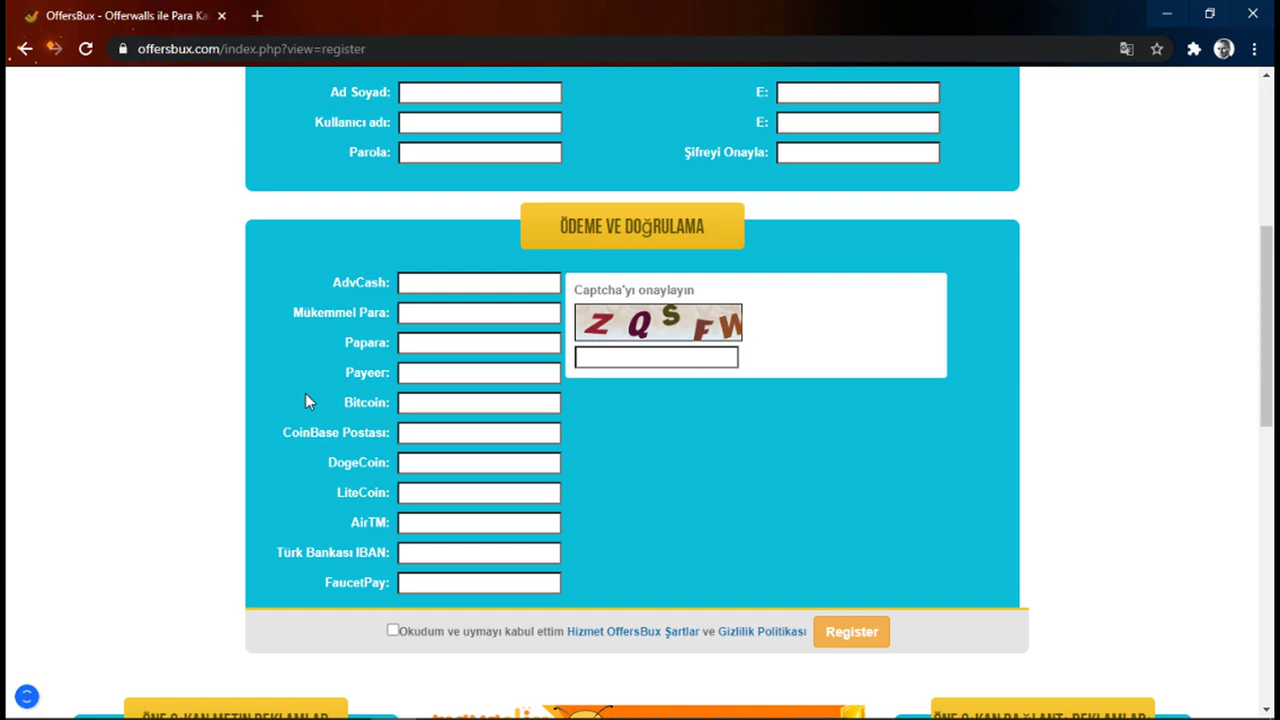 OffersBux - Offerwalls ile Para Ka
offersbux.com/index.php?view=register
Ad Soyad:
E:
Kullanıcı adı:
E:
Parola:
Şifreyi Onayla:
ÖDEME VE DOğRULAMA
AdvCash:
Captcha'yı onaylayın
Z Q S F W
Mükemmel Para:
Papara:
Payeer:
Bitcoin:
CoinBase Postası:
DogeCoin:
LiteCoin:
AirTM:
Türk Bankası IBAN:
FaucetPay:
Okudum ve uymayı kabul ettim Hizmet OffersBux Şartlar ve Gizlilik Politikası
Register